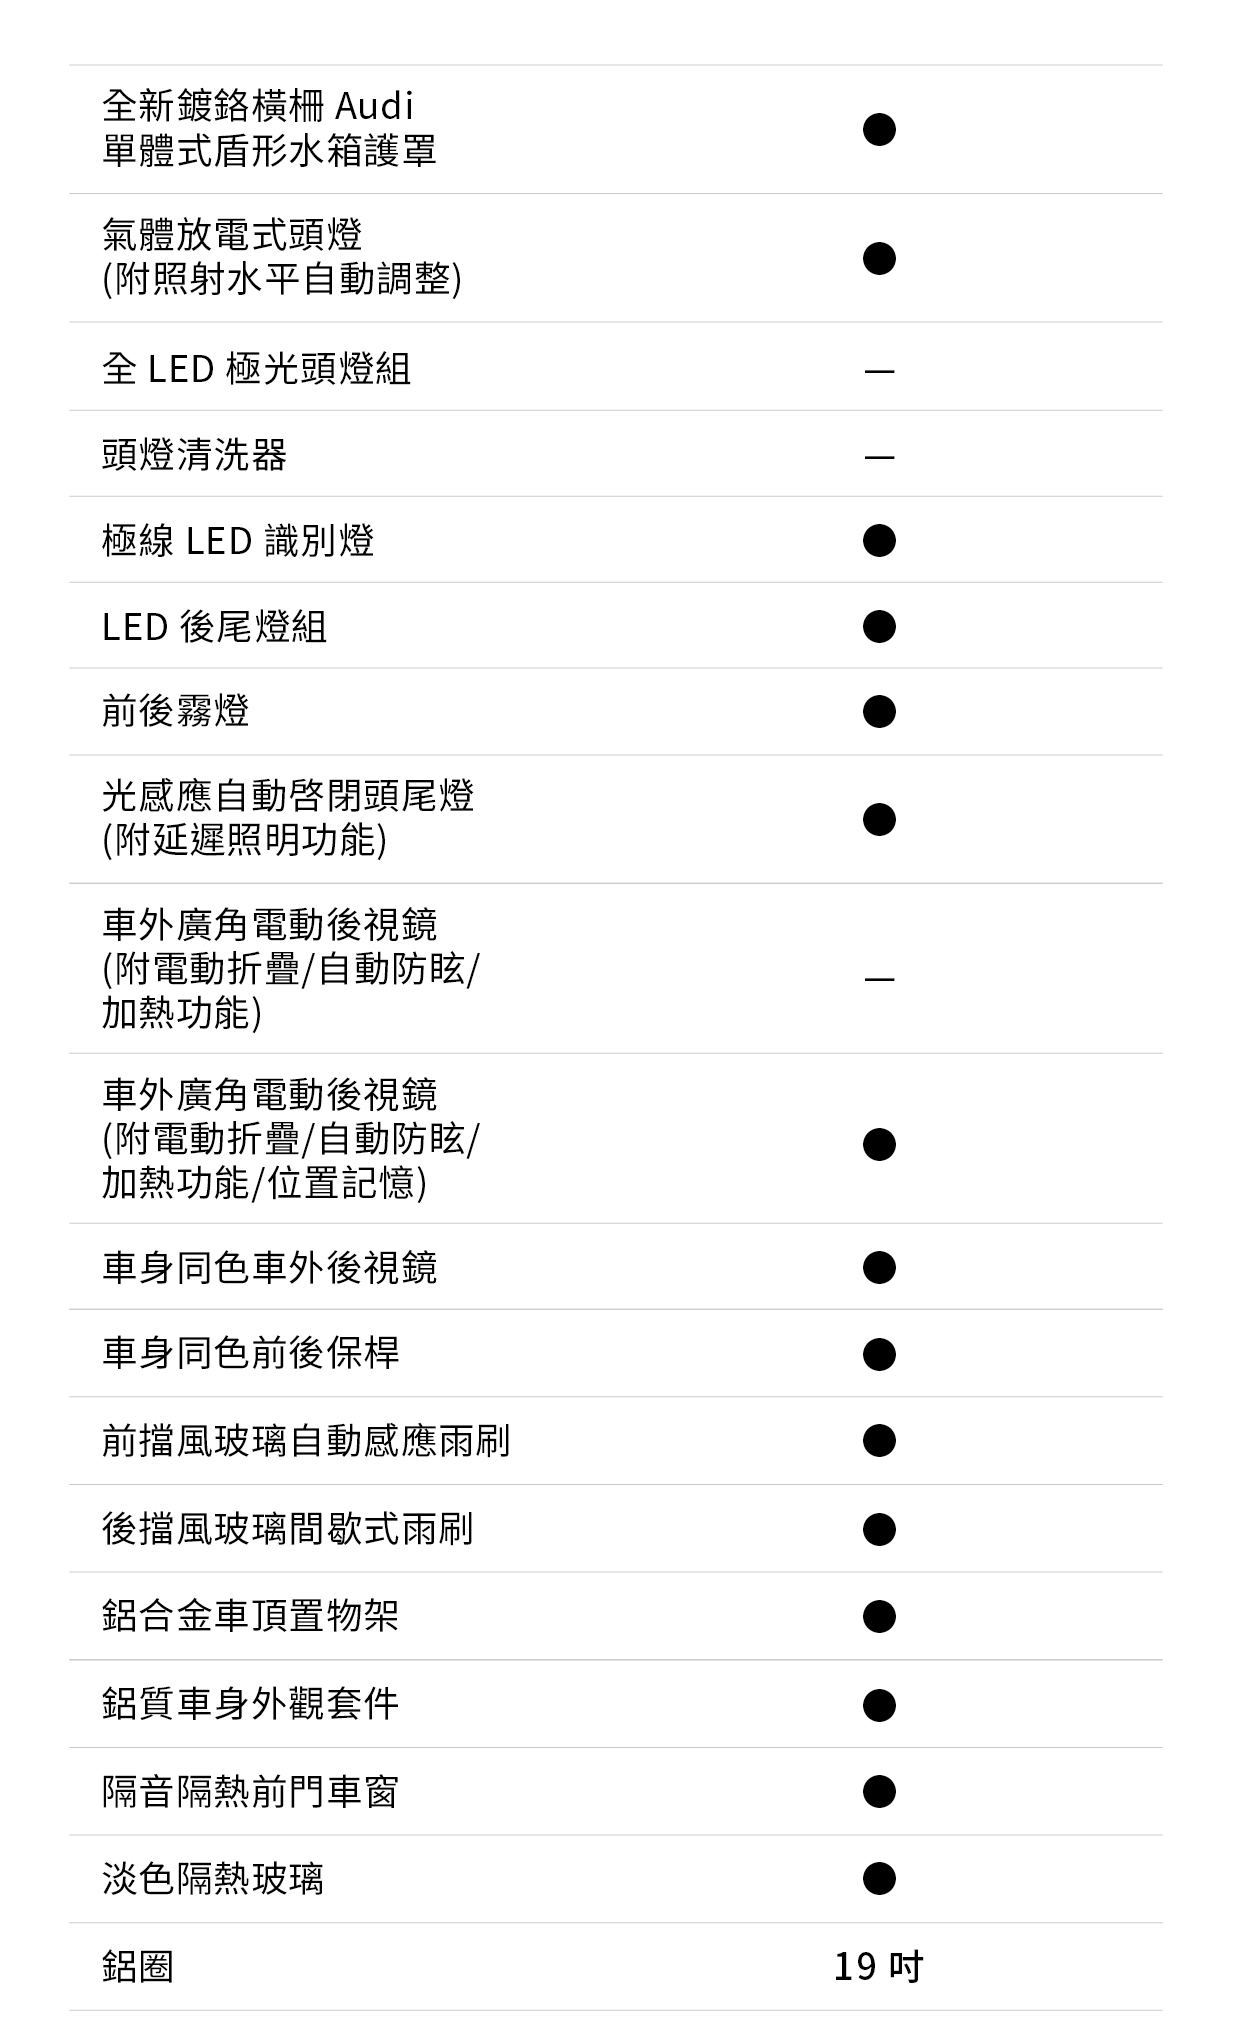 全新鍍鉻橫柵 Audi
單體式盾形水箱護罩
●
氣體放電式頭燈
(附照射水平自動調整)
●
全 LED 極光頭燈組
—
頭燈清洗器
—
極線 LED 識別燈
●
LED 後尾燈組
●
前後霧燈
●
光感應自動啓閉頭尾燈
(附延遲照明功能)
●
車外廣角電動後視鏡
(附電動折疊/自動防眩/
加熱功能)
—
車外廣角電動後視鏡
(附電動折疊/自動防眩/
加熱功能/位置記憶)
●
車身同色車外後視鏡
●
車身同色前後保桿
●
前擋風玻璃自動感應雨刷
●
後擋風玻璃間歇式雨刷
●
鋁合金車頂置物架
●
鋁質車身外觀套件
●
隔音隔熱前門車窗
●
淡色隔熱玻璃
●
鋁圈
19 吋